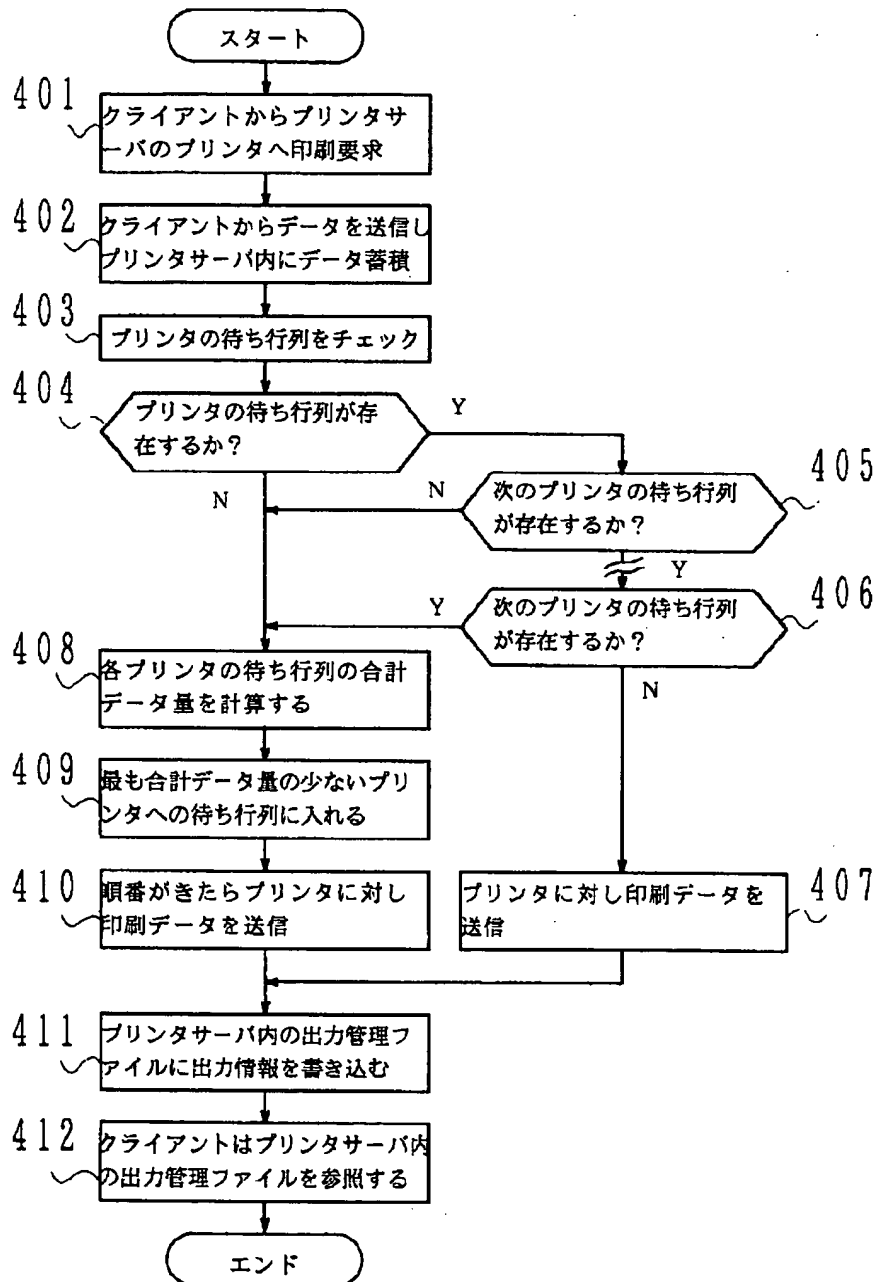 スタート
401
クライアントからプリンタサ
ーバのプリンタへ印刷要求
402
クライアントからデータを送信し
プリンタサーバ内にデータ蓄積
403
プリンタの待ち行列をチェック
404
プリンタの待ち行列が存
在するか？
Y
N
405
次のプリンタの待ち行列
が存在するか？
N
Y
406
次のプリンタの待ち行列
が存在するか？
Y
N
408
各プリンタの待ち行列の合計
データ量を計算する
409
最も合計データ量の少ないプリ
ンタへの待ち行列に入れる
410
順番がきたらプリンタに対し
印刷データを送信
407
プリンタに対し印刷データを
送信
411
プリンタサーバ内の出力管理フ
ァイルに出力情報を書き込む
412
クライアントはプリンタサーバ内
の出力管理ファイルを参照する
エンド